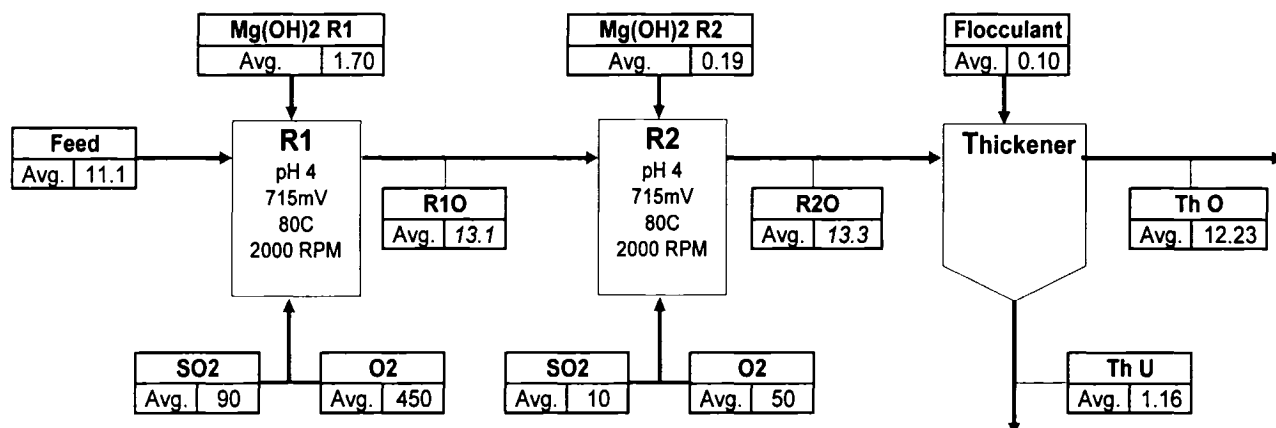 Mg(OH)2 R1
Avg. 1.70
Mg(OH)2 R2
Avg. 0.19
Flocculant
Avg. 0.10
Feed
Avg. 11.1
R1
pH 4
715mV
80C
2000 RPM
R1O
Avg. 13.1
R2
pH 4
715mV
80C
2000 RPM
R2O
Avg. 13.3
Thickener
Th O
Avg. 12.23
SO2
Avg. 90
O2
Avg. 450
SO2
Avg. 10
O2
Avg. 50
Th U
Avg. 1.16